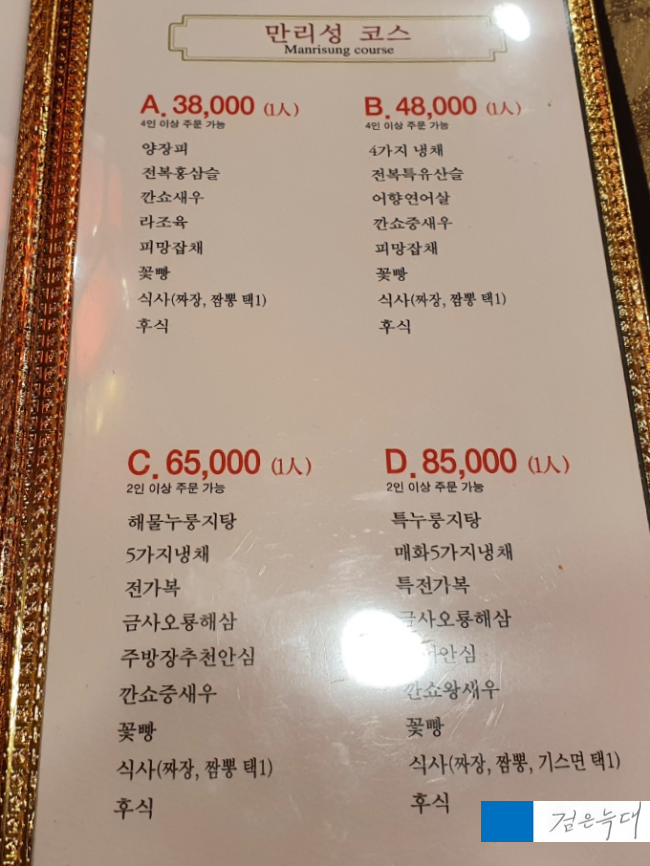 만리성 코스
Manrisung course
A. 38,000 (1人)
4인 이상 주문 가능
양장피
전복홍삼슬
깐쇼새우
라조육
피망잡채
꽃빵
식사(짜장, 짬뽕 택1)
후식
B. 48,000 (1人)
4인 이상 주문 가능
4가지 냉채
전복특유산슬
어향연어살
깐쇼중새우
피망잡채
꽃빵
식사(짜장, 짬뽕 택1)
후식
C. 65,000 (1人)
2인 이상 주문 가능
해물누룽지탕
5가지냉채
전가복
금사오룡해삼
주방장추천안심
깐쇼중새우
꽃빵
식사(짜장, 짬뽕 택1)
후식
D. 85,000 (1人)
2인 이상 주문 가능
특누룽지탕
매화5가지냉채
특전가복
금사오룡해삼
안심
깐쇼왕새우
꽃빵
식사(짜장, 짬뽕, 기스면 택1)
후식
검은늑대